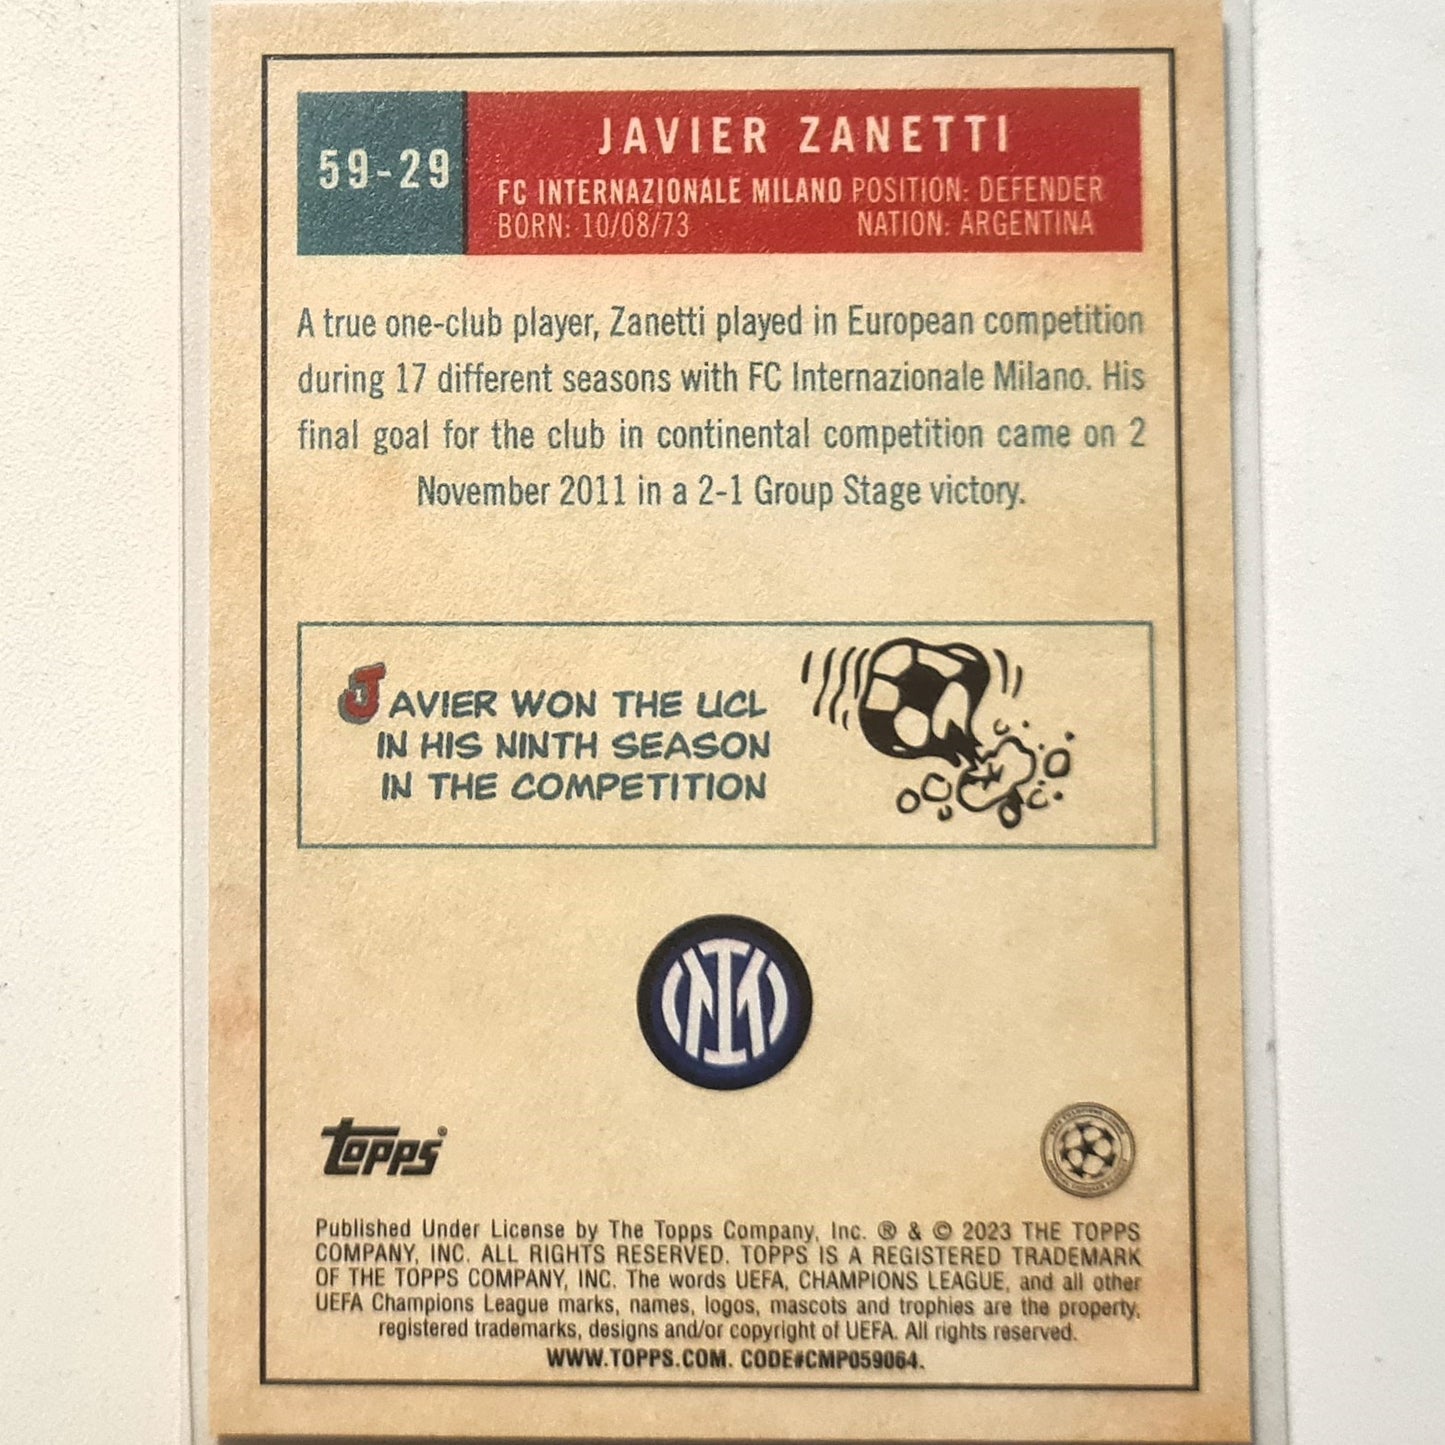 59-29
JAVIER ZANETTI
FC INTERNAZIONALE MILANO POSITION: DEFENDER
BORN: 10/08/73 NATION: ARGENTINA
A true one-club player, Zanetti played in European competition
during 17 different seasons with FC Internazionale Milano. His
final goal for the club in continental competition came on 2
November 2011 in a 2-1 Group Stage victory.
JAVIER WON THE UCL
IN HIS NINTH SEASON
IN THE COMPETITION
IM
topps®
Published Under License by The Topps Company, Inc. ® & © 2023 THE TOPPS
COMPANY, INC. ALL RIGHTS RESERVED. TOPPS IS A REGISTERED TRADEMARK
OF THE TOPPS COMPANY, INC. The words UEFA, CHAMPIONS LEAGUE, and all other
UEFA Champions League marks, names, logos, mascots and trophies are the property,
registered trademarks, designs and/or copyright of UEFA. All rights reserved.
WWW.TOPPS.COM. CODE#CMP059064.